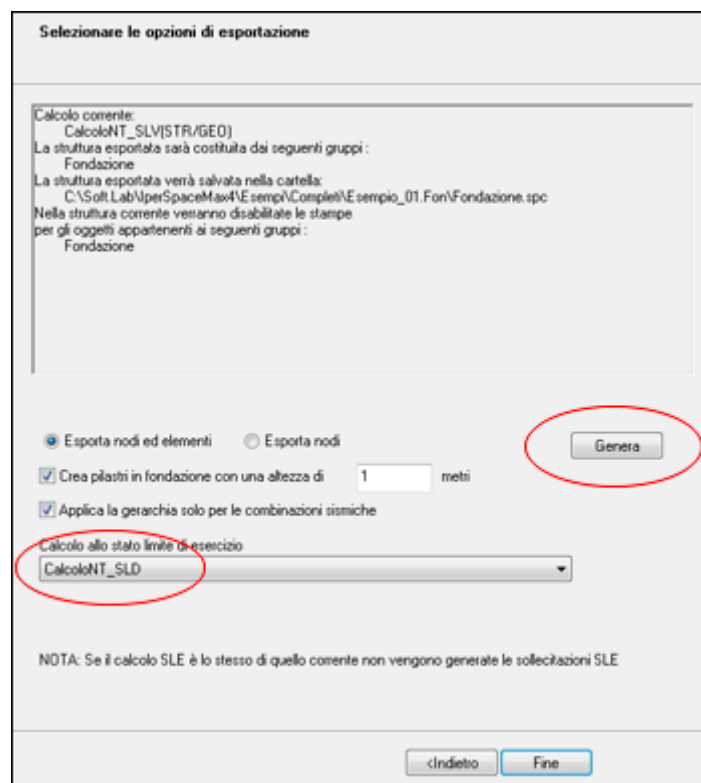 Selezionare le opzioni di esportazione
Calcolo corrente:
CalcoloNT_SLV(STR/GEO)
La struttura esportata sarà costituita dai seguenti gruppi :
Fondazione
La struttura esportata verrà salvata nella cartella:
C:\Soft.Lab\IperSpaceMax4\Esempi\Completi\Esempio_01.Fon\Fondazione.spc
Nella struttura corrente verranno disabilitate le stampe
per gli oggetti appartenenti ai seguenti gruppi :
Fondazione
Esporta nodi ed elementi Esporta nodi Genera
Crea pilastri in fondazione con una altezza di 1 metri
Applica la gerarchia solo per le combinazioni sismiche
Calcolo allo stato limite di esercizio
CalcoloNT_SLD
NOTA: Se il calcolo SLE è lo stesso di quello corrente non vengono generate le sollecitazioni SLE
<Indietro Fine